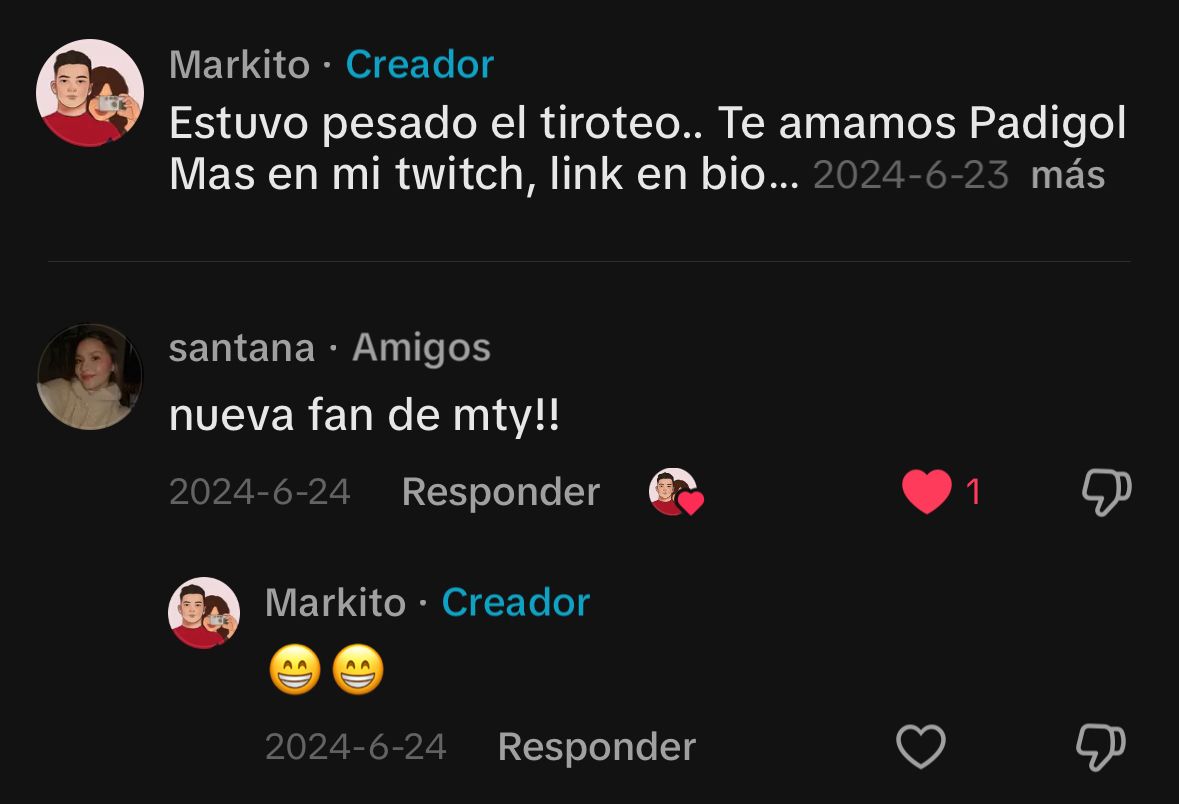 Markito · Creador
Estuvo pesado el tiroteo.. Te amamos Padigol
Mas en mi twitch, link en bio... 2024-6-23 más
santana · Amigos
nueva fan de mty!!
2024-6-24 Responder 1
Markito · Creador
😁😁
2024-6-24 Responder